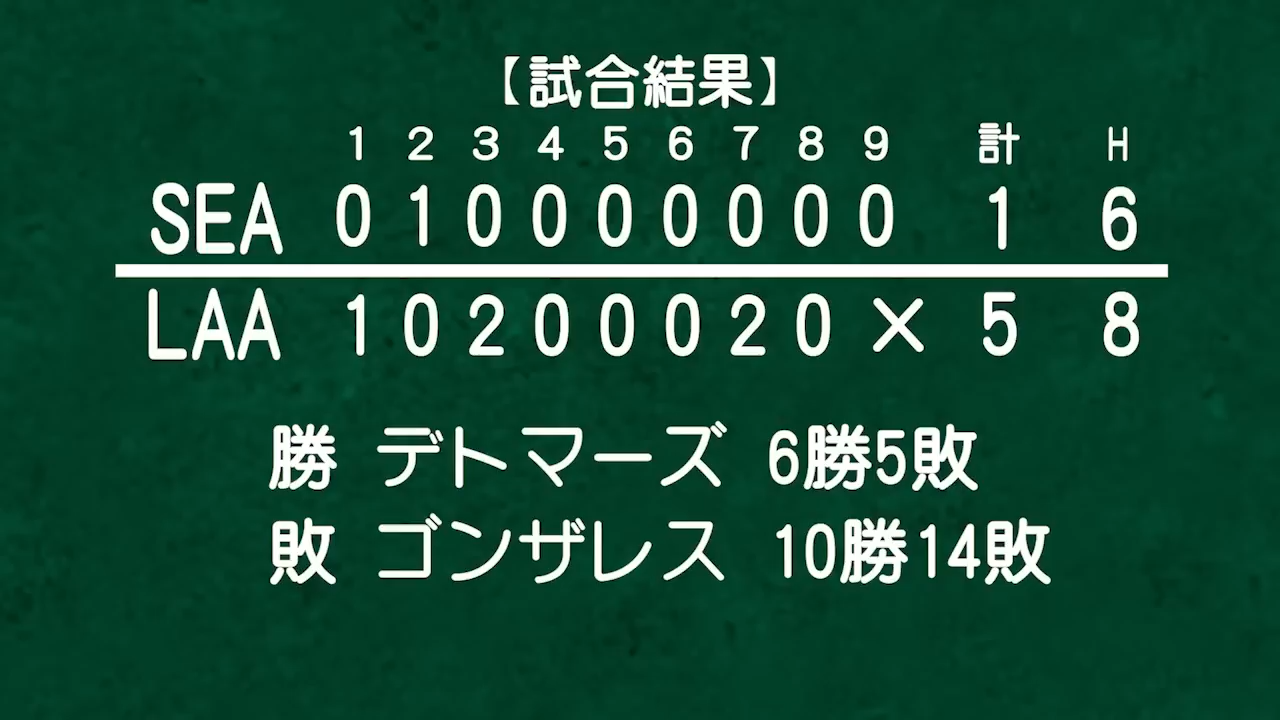 【試合結果】
1 2 3 4 5 6 7 8 9 計 H
SEA 0 1 0 0 0 0 0 0 0 1 6
LAA 1 0 2 0 0 0 2 0 × 5 8
勝 デトマーズ 6勝5敗
敗 ゴンザレス 10勝14敗